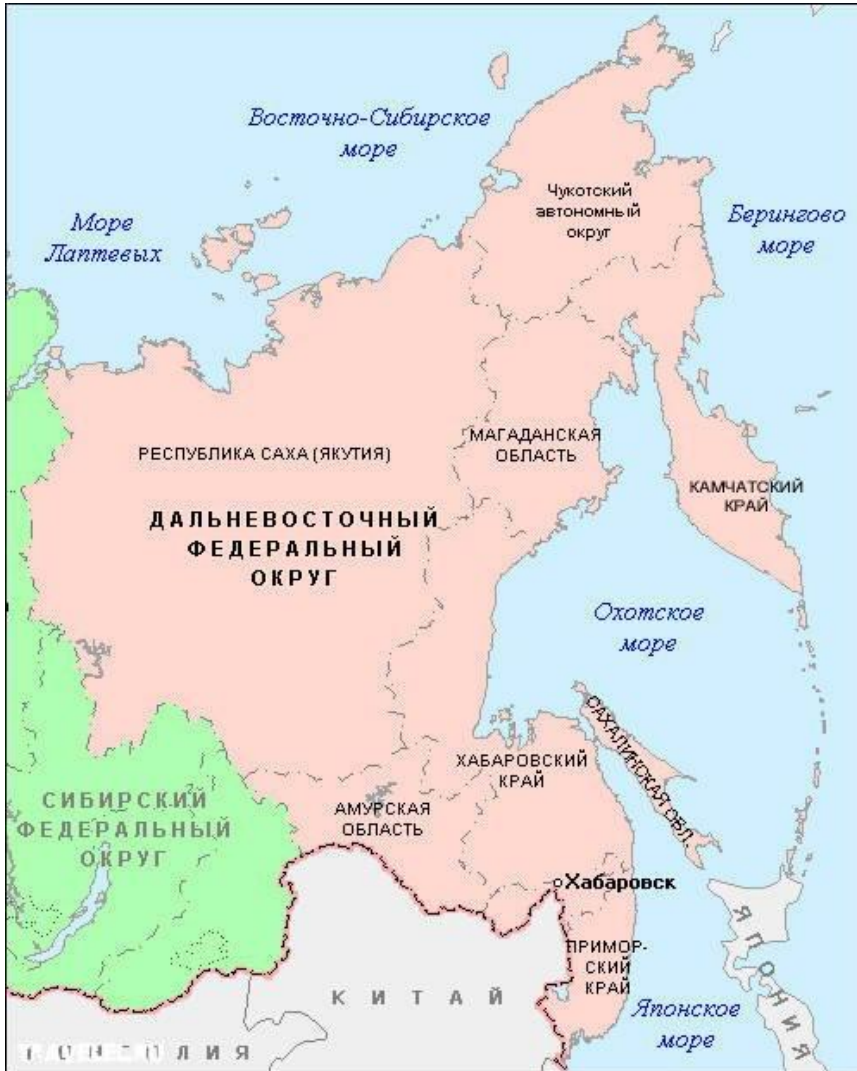 Восточно-Сибирское
море
Чукотский
автономный
округ
Море
Лаптевых
Берингово
море
РЕСПУБЛИКА САХА (ЯКУТИЯ)
МАГАДАНСКАЯ
ОБЛАСТЬ
КАМЧАТСКИЙ
КРАЙ
ДАЛЬНЕВОСТОЧНЫЙ
ФЕДЕРАЛЬНЫЙ
ОКРУГ
Охотское
море
САХАЛИНСКАЯ ОБЛ.
ХАБАРОВСКИЙ
КРАЙ
АМУРСКАЯ
ОБЛАСТЬ
СИБИРСКИЙ
ФЕДЕРАЛЬНЫЙ
ОКРУГ
Хабаровск
ПРИМОР-
СКИЙ
КРАЙ
ЯПОНИЯ
КИТАЙ
Японское
море